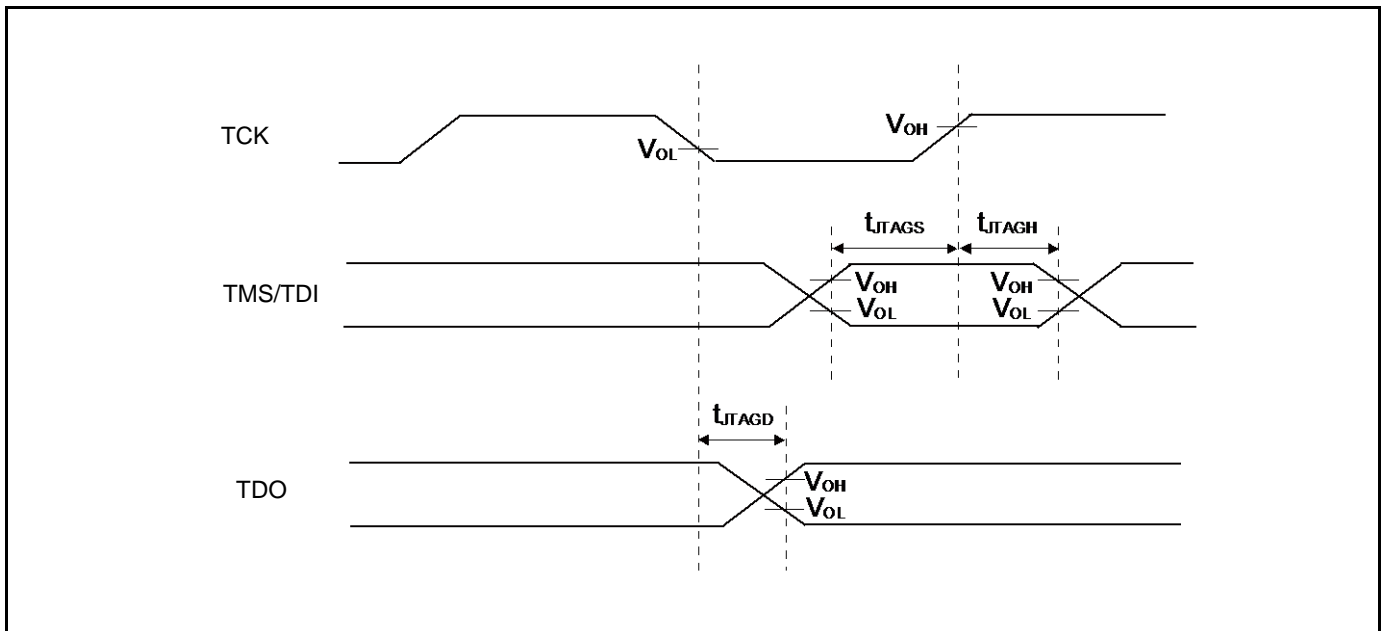 TCK
VOL
VOH
tJTAGS
tJTAGH
TMS/TDI
VOH
VOH
VOL
VOL
tJTAGD
TDO
VOH
VOL